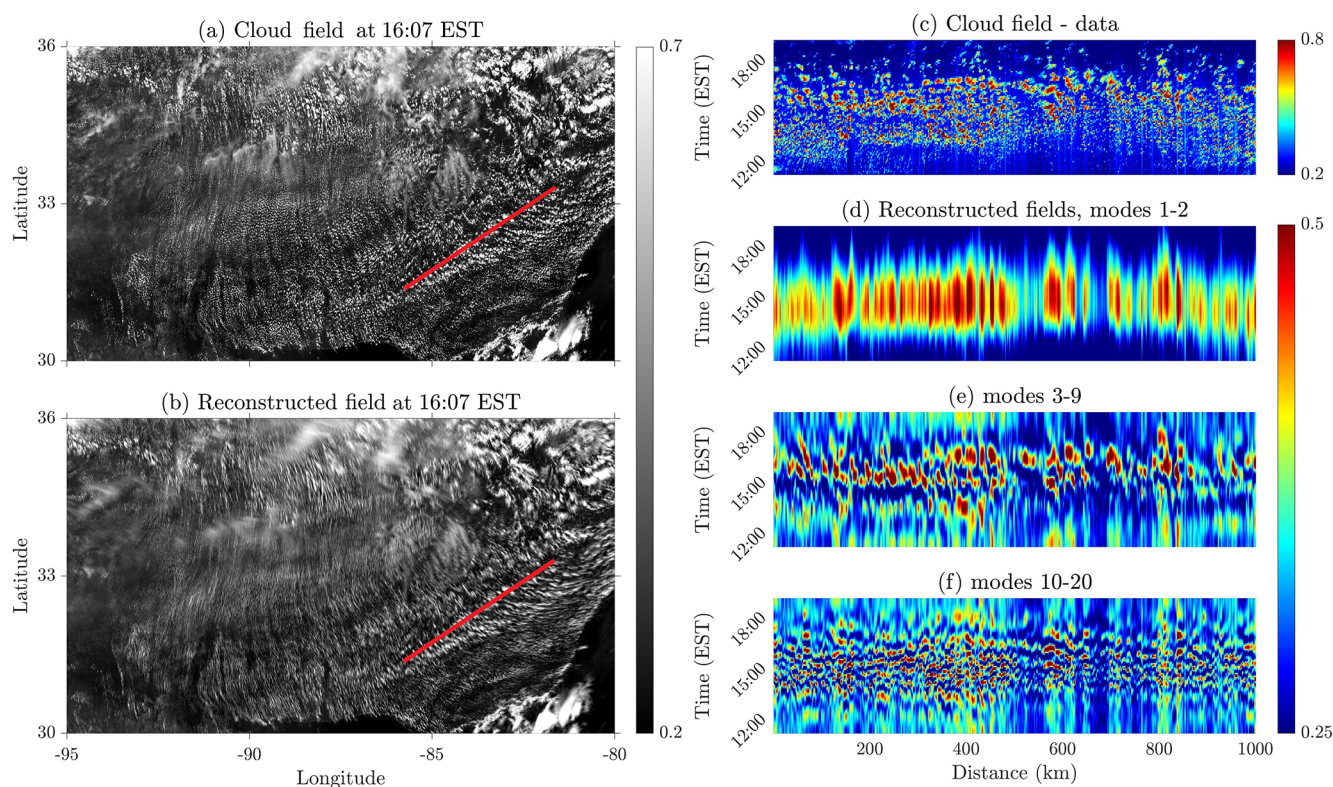 (a) Cloud field at 16:07 EST
36
33
30
Latitude
0.7
0.2
(b) Reconstructed field at 16:07 EST
36
33
30
Latitude
-95
-90
-85
-80
Longitude
(c) Cloud field - data
18:00
15:00
12:00
Time (EST)
0.8
0.2
(d) Reconstructed fields, modes 1-2
18:00
15:00
12:00
Time (EST)
0.5
0.25
(e) modes 3-9
18:00
15:00
12:00
Time (EST)
(f) modes 10-20
18:00
15:00
12:00
Time (EST)
200
400
600
800
1000
Distance (km)